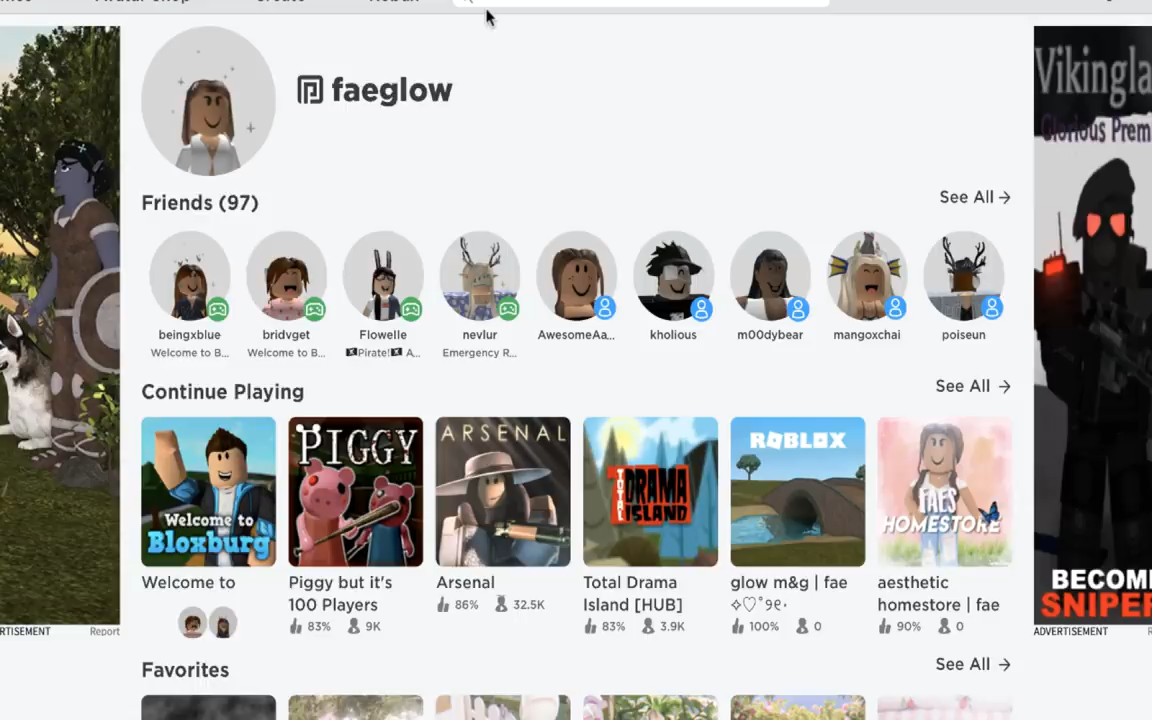 faeglow
Vikingla
Glorious Prem
Friends (97)
See All →
beingxblue
bridvget
Flowelle
nevlur
AwesomeAa...
kholious
m00dybear
mangoxchai
poiseun
Welcome to B...
Welcome to B...
🏴‍☠️Pirate!🏴‍☠️ A...
Emergency R...
Continue Playing
See All →
PIGGY
ARSENAL
ROBLOX
TOTAL DRAMA ISLAND
FAES
HOMESTORE
Welcome to
Bloxburg
Welcome to
Piggy but it's
100 Players
83% 9K
Arsenal
86% 32.5K
Total Drama
Island [HUB]
83% 3.9K
glow m&g | fae
✧♡˚୨୧⋅
100% 0
aesthetic
homestore | fae
90% 0
BECOM
SNIPER
RTISEMENT
Report
ADVERTISEMENT
Favorites
See All →